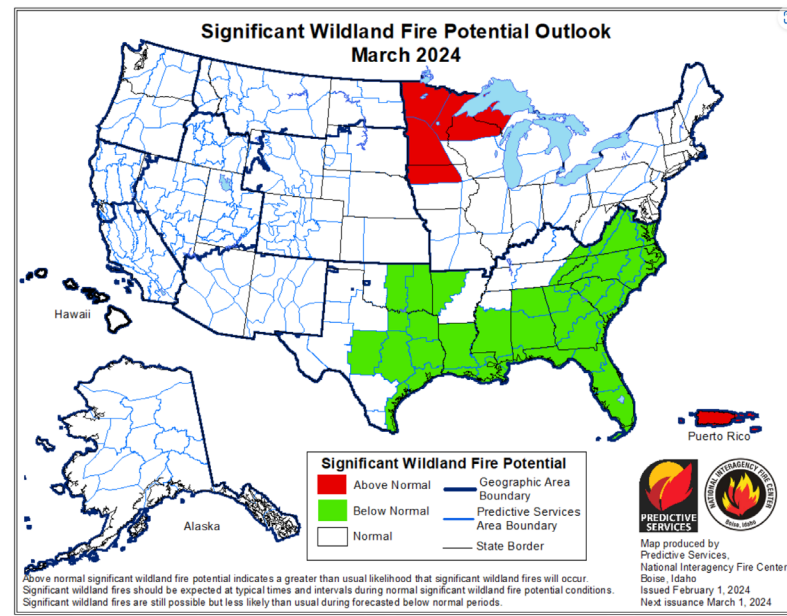 Significant Wildland Fire Potential Outlook
March 2024
Hawaii
Alaska
Puerto Rico
Significant Wildland Fire Potential
Above Normal
Below Normal
Normal
Geographic Area
Boundary
Predictive Services
Area Boundary
State Border
PREDICTIVE
SERVICES
NATIONAL INTERAGENCY FIRE CENTER
Boise, Idaho
Map produced by
Predictive Services,
National Interagency Fire Center
Boise, Idaho
Issued February 1, 2024
Next issuance March 1, 2024
Above normal significant wildland fire potential indicates a greater than usual likelihood that significant wildland fires will occur.
Significant wildland fires should be expected at typical times and intervals during normal significant wildland fire potential conditions.
Significant wildland fires are still possible but less likely than usual during forecasted below normal periods.